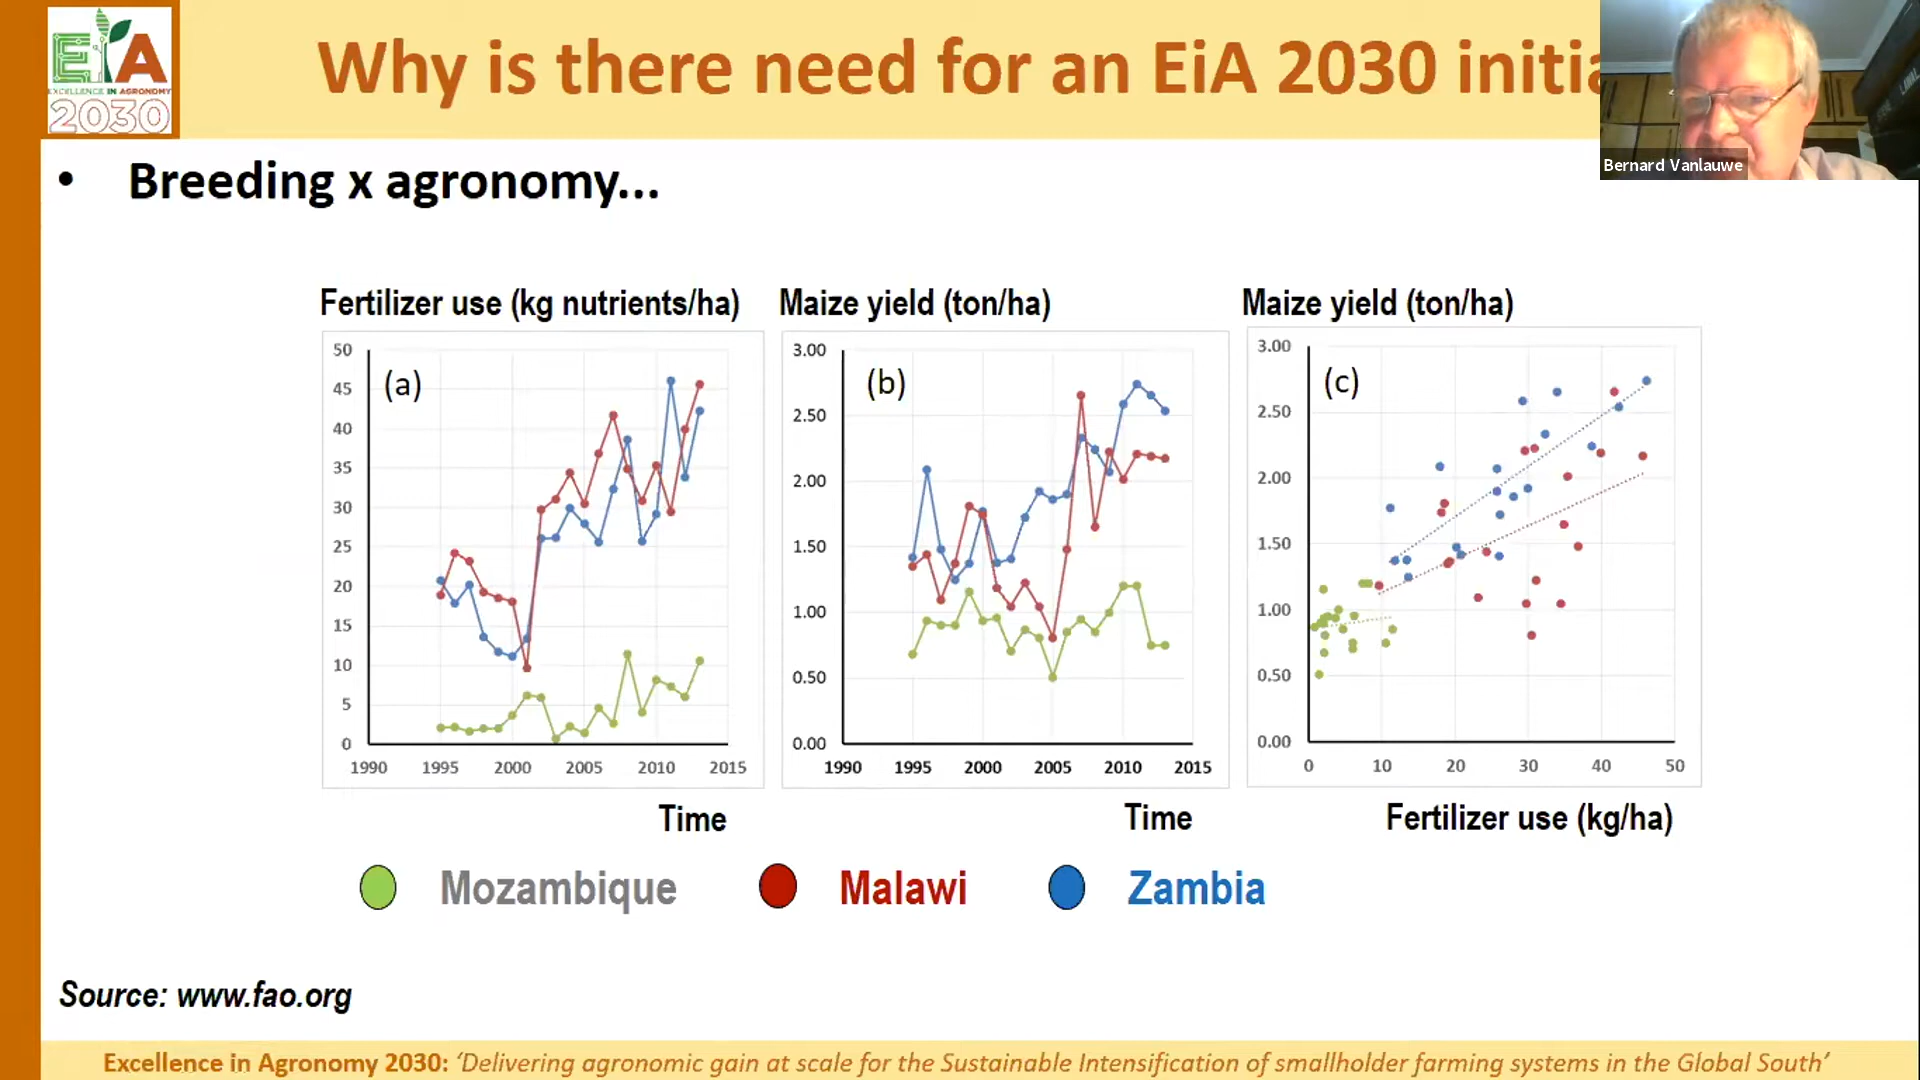 EiA
EXCELLENCE IN AGRONOMY
2030
Why is there need for an EiA 2030 initia
Bernard Vanlauwe
• Breeding x agronomy...
Fertilizer use (kg nutrients/ha)
(a)
50
45
40
35
30
25
20
15
10
5
0
1990 1995 2000 2005 2010 2015
Time
Maize yield (ton/ha)
(b)
3.00
2.50
2.00
1.50
1.00
0.50
0.00
1990 1995 2000 2005 2010 2015
Time
Maize yield (ton/ha)
(c)
3.00
2.50
2.00
1.50
1.00
0.50
0.00
0 10 20 30 40 50
Fertilizer use (kg/ha)
Mozambique Malawi Zambia
Source: www.fao.org
Excellence in Agronomy 2030: ‘Delivering agronomic gain at scale for the Sustainable Intensification of smallholder farming systems in the Global South’